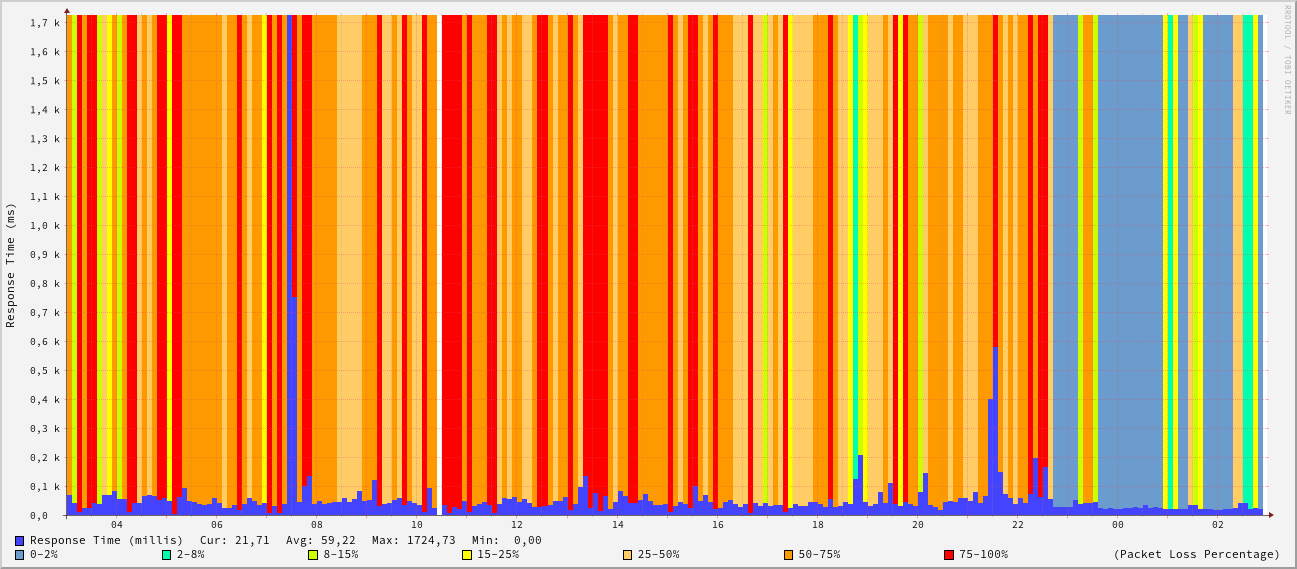 RRDTOOL / TOBI OETIKER
Response Time (ms)
1,7 k
1,6 k
1,5 k
1,4 k
1,3 k
1,2 k
1,1 k
1,0 k
0,9 k
0,8 k
0,7 k
0,6 k
0,5 k
0,4 k
0,3 k
0,2 k
0,1 k
0,0
04 06 08 10 12 14 16 18 20 22 00 02
Response Time (millis) Cur: 21,71 Avg: 59,22 Max: 1724,73 Min: 0,00
0-2% 2-8% 8-15% 15-25% 25-50% 50-75% 75-100% (Packet Loss Percentage)